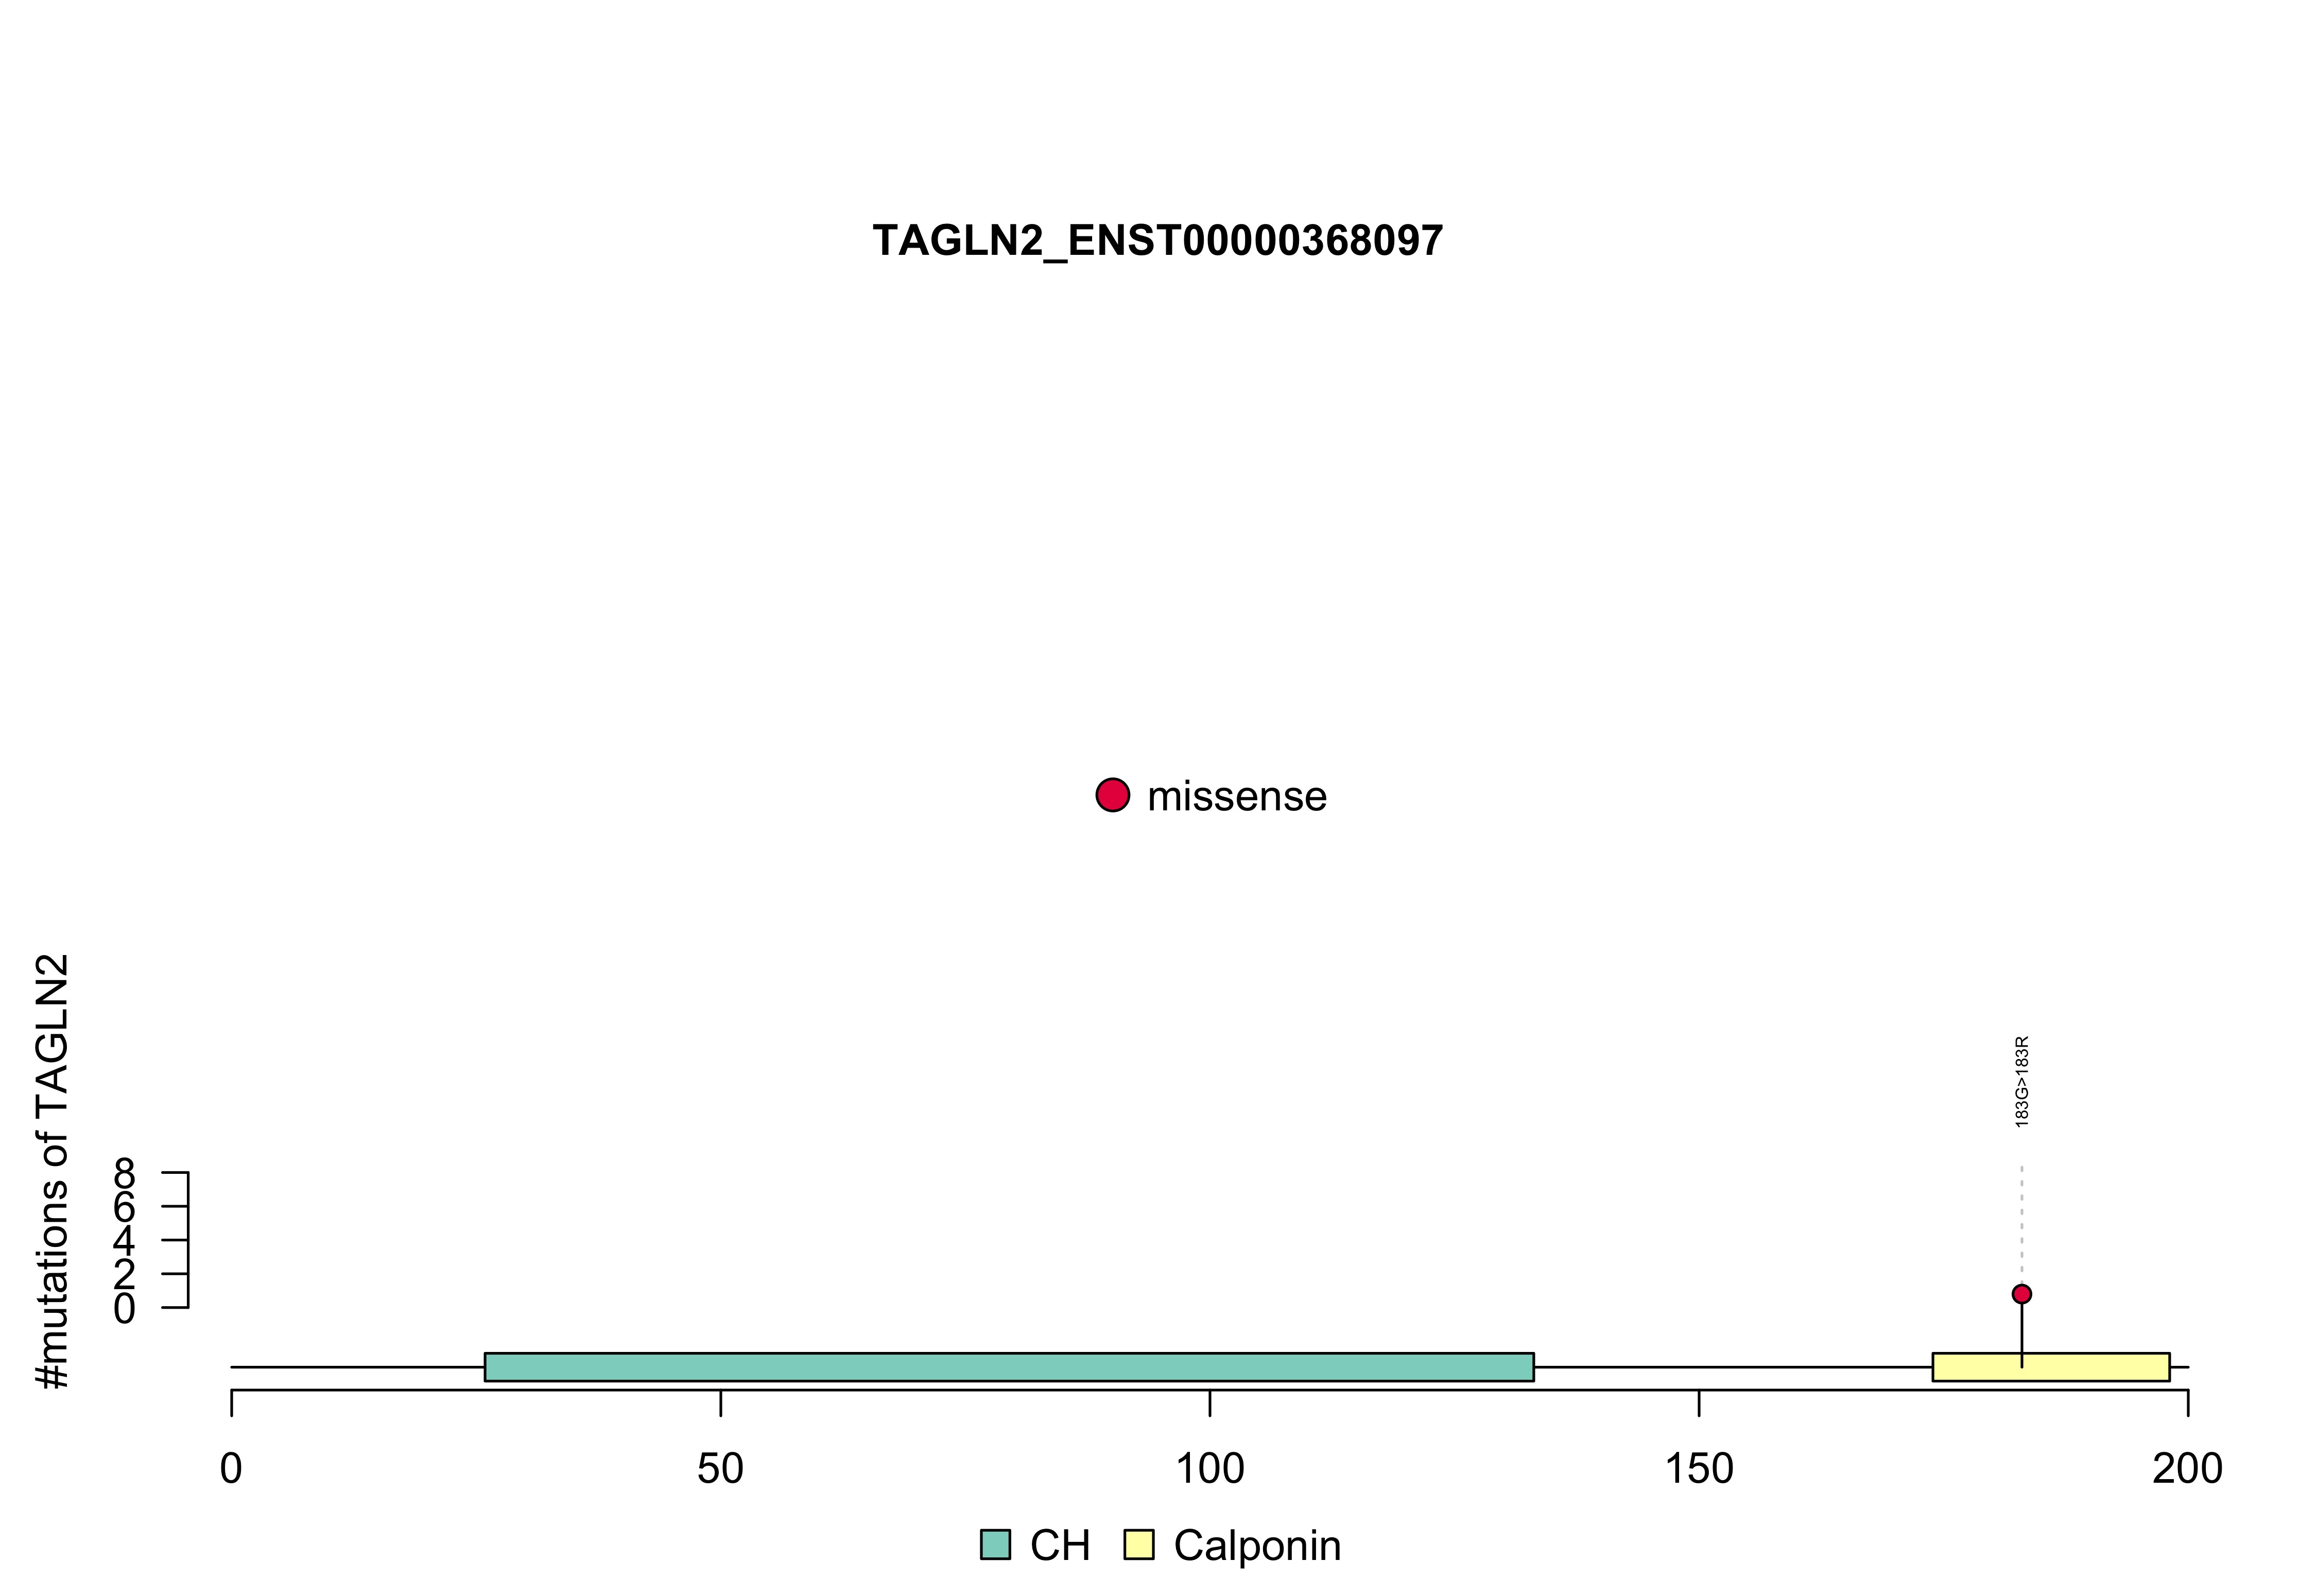 TAGLN2_ENST00000368097
missense
#mutations of TAGLN2
183G>183R
8
6
4
2
0
0 50 100 150 200
CH Calponin